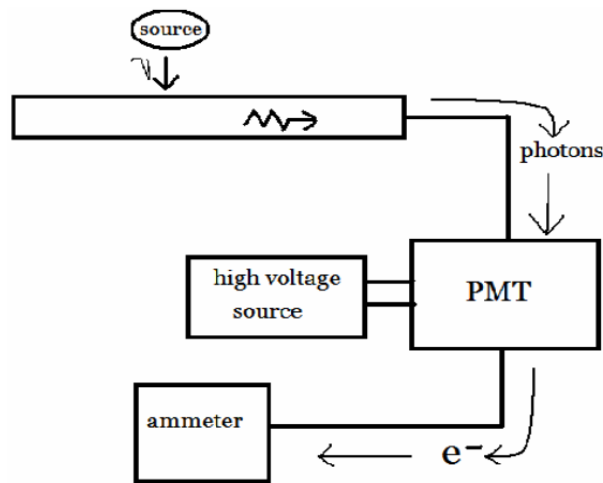 source
photons
high voltage
source
PMT
ammeter
e⁻